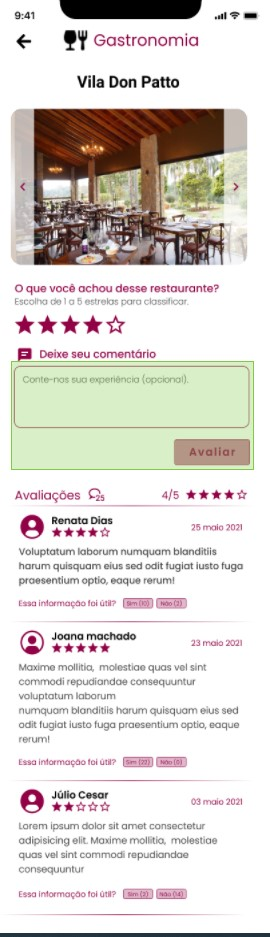 9:41
Gastronomia
Vila Don Patto
O que você achou desse restaurante?
Escolha de 1 a 5 estrelas para classificar.
Deixe seu comentário
Conte-nos sua experiência (opcional).
Avaliar
Avaliações 25 4/5
Renata Dias
25 maio 2021
Voluptatum laborum numquam blanditiis
harum quisquam eius sed odit fugiat iusto fuga
praesentium optio, eaque rerum!
Essa informação foi útil? Sim (10) Não (2)
Joana machado
23 maio 2021
Maxime mollitia, molestiae quas vel sint
commodi repudiandae consequuntur
voluptatum laborum
numquam blanditiis harum quisquam eius sed
odit fugiat iusto fuga praesentium optio, eaque
rerum!
Essa informação foi útil? Sim (22) Não (5)
Júlio Cesar
03 maio 2021
Lorem ipsum dolor sit amet consectetur
adipisicing elit. Maxime mollitia, molestiae
quas vel sint commodi repudiandae
consequuntur
Essa informação foi útil? Sim (2) Não (14)